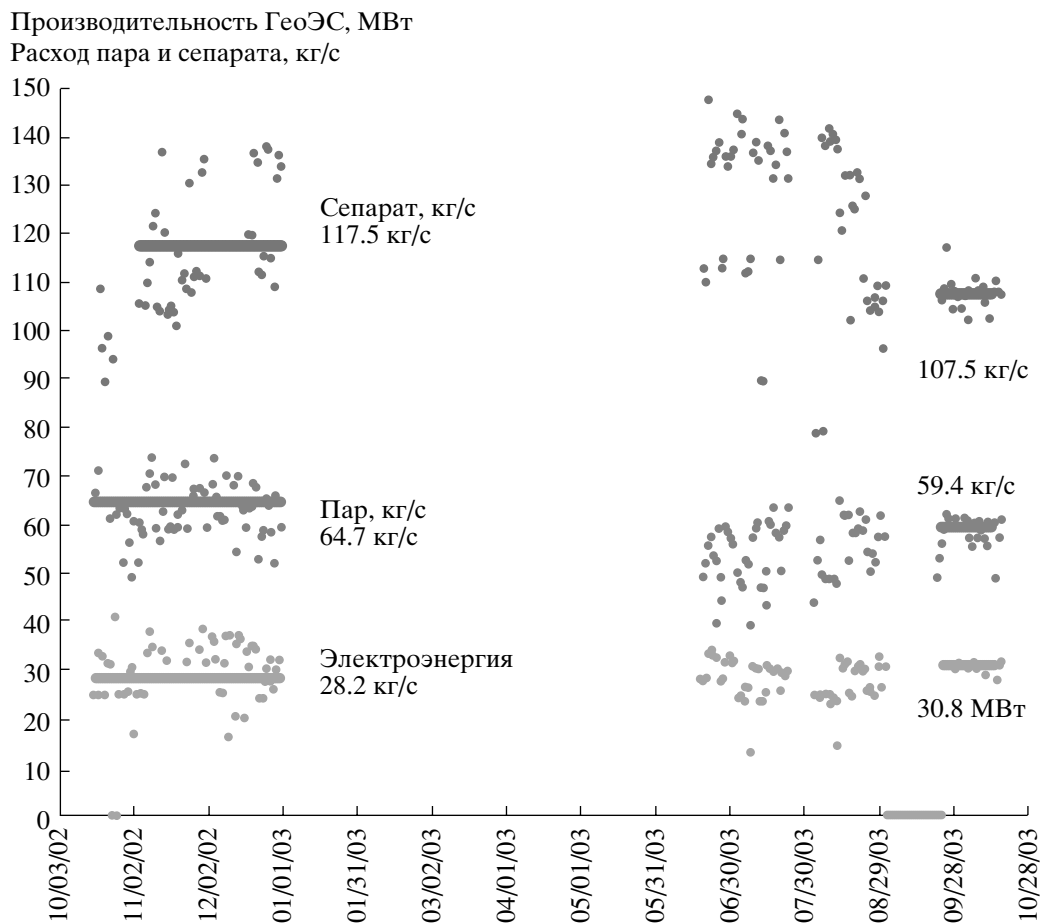 Производительность ГеоЭС, МВт
Расход пара и сепарата, кг/с
150
140
130
120
110
100
90
80
70
60
50
40
30
20
10
0
Сепарат, кг/с
117.5 кг/с
107.5 кг/с
Пар, кг/с
64.7 кг/с
59.4 кг/с
Электроэнергия
28.2 кг/с
30.8 МВт
10/03/02
11/02/02
12/02/02
01/01/03
01/31/03
03/02/03
04/01/03
05/01/03
05/31/03
06/30/03
07/30/03
08/29/03
09/28/03
10/28/03